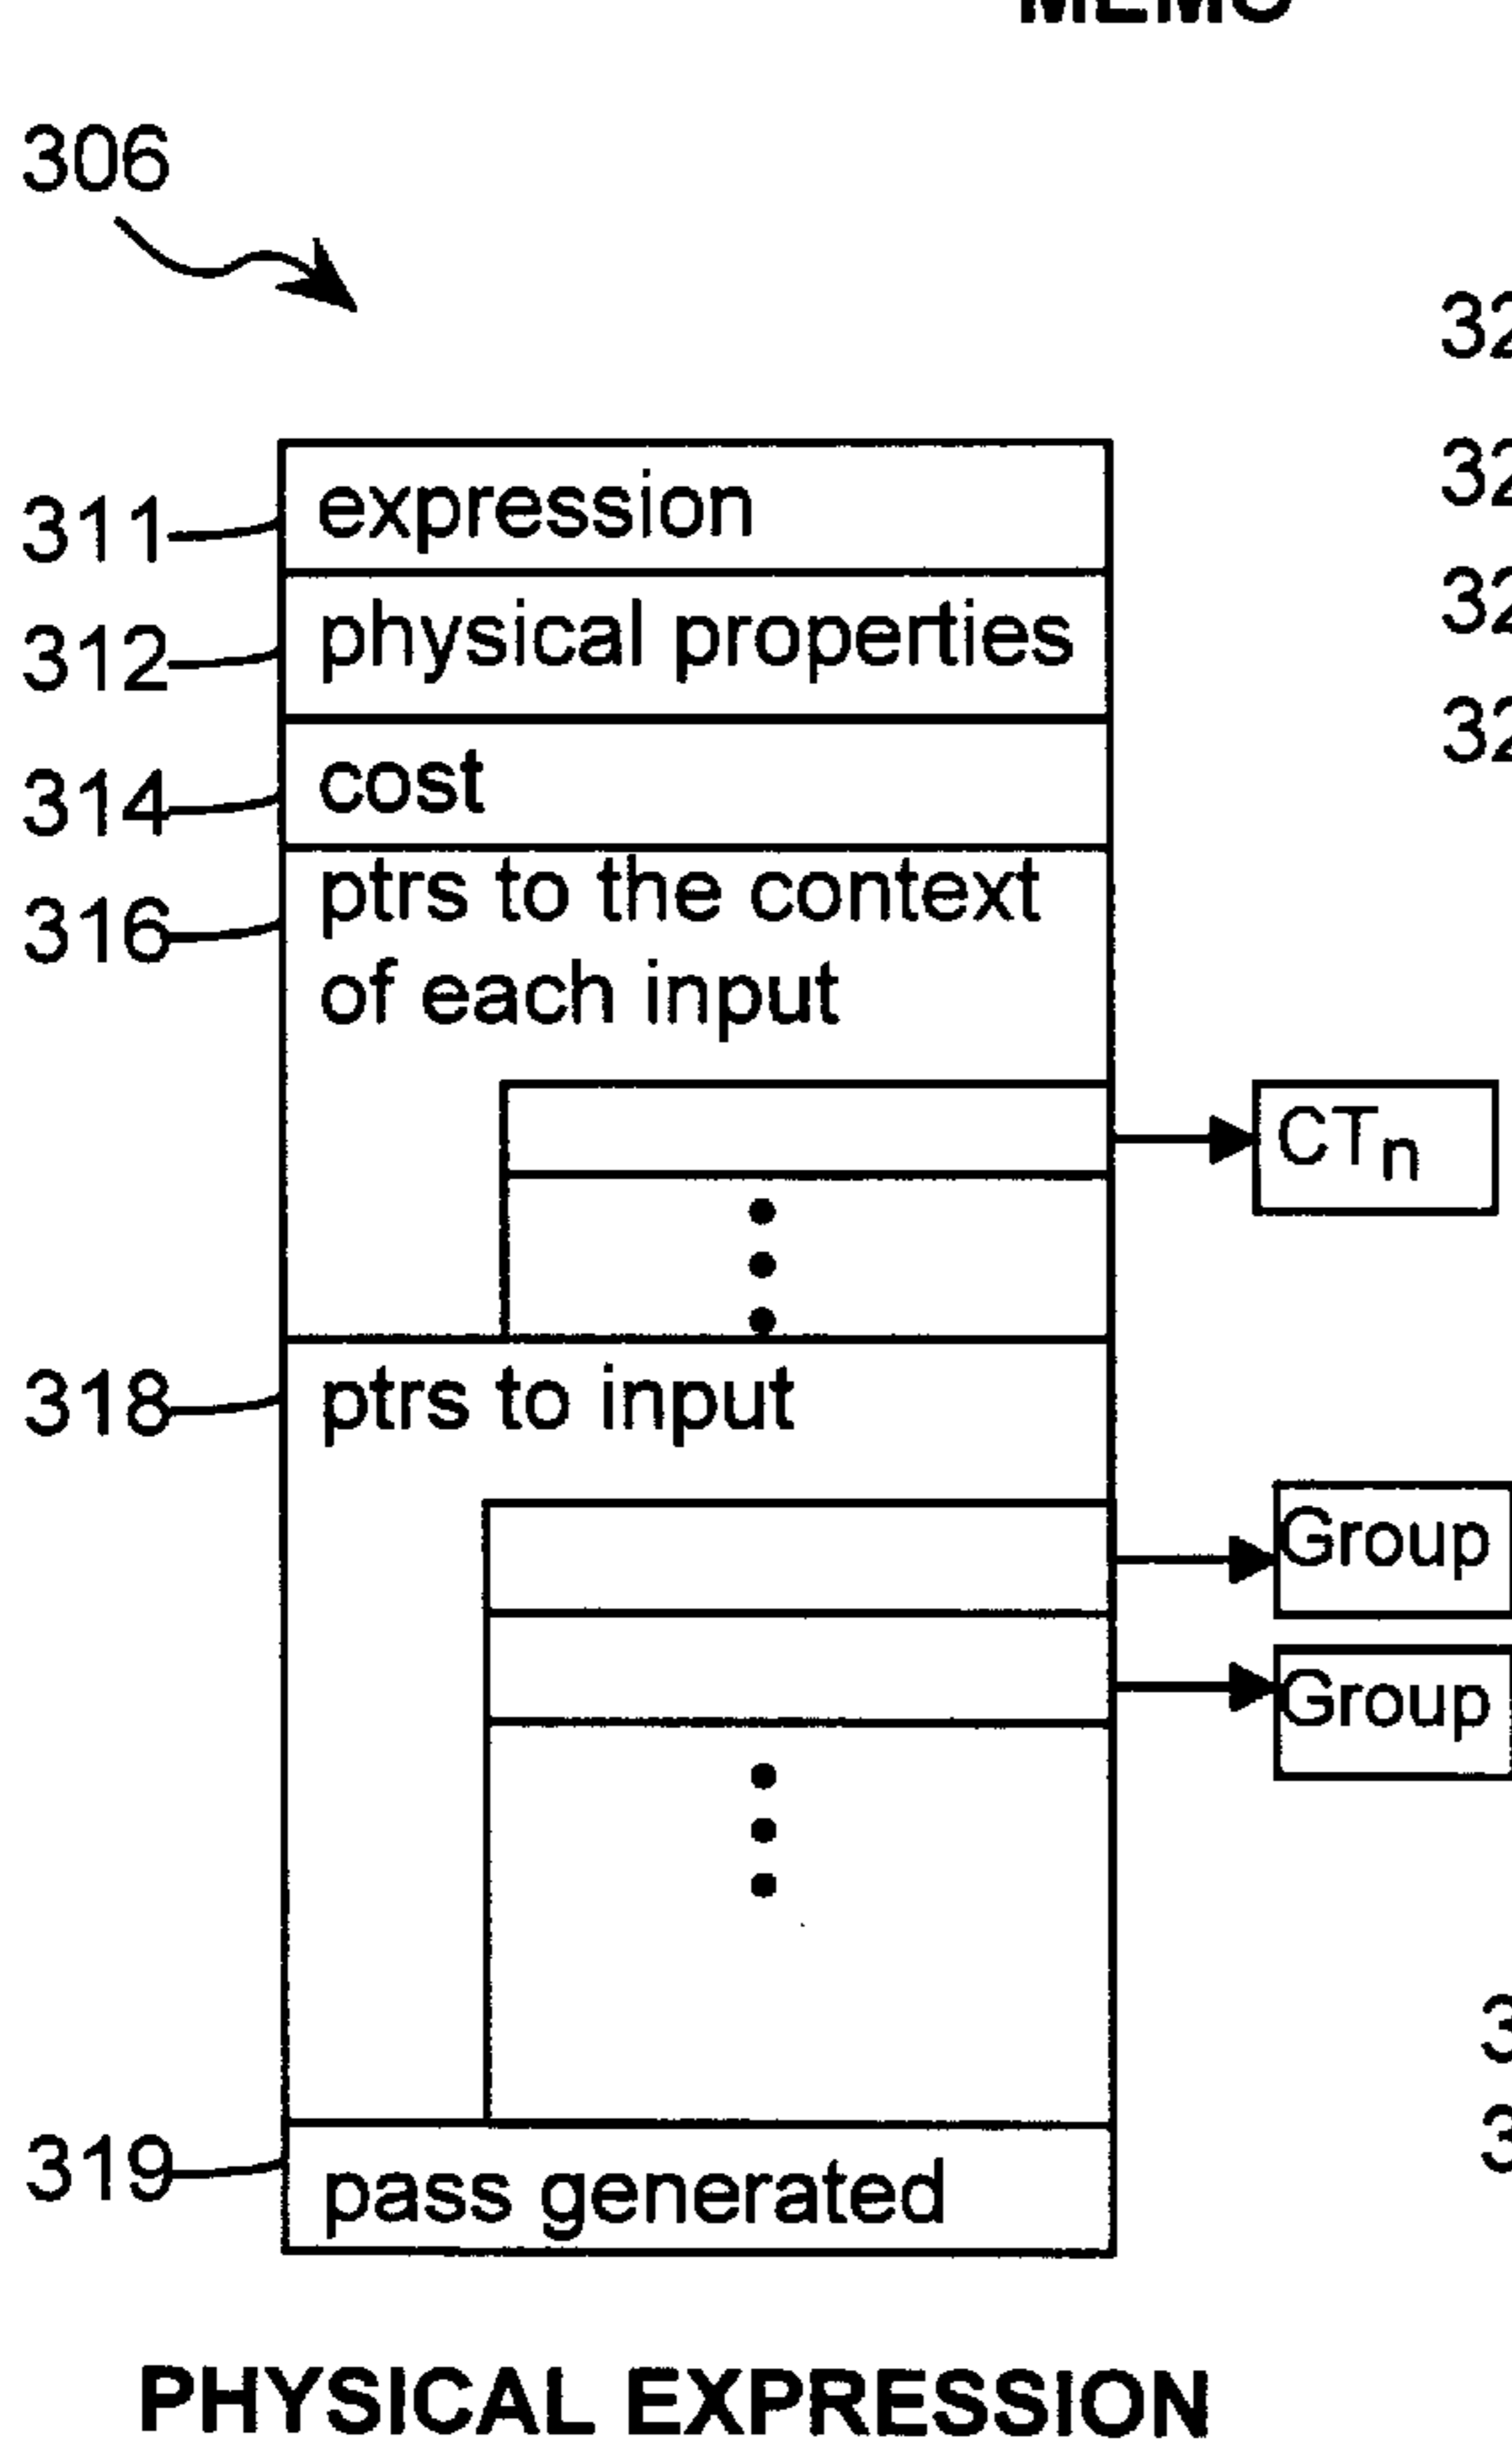 MEMO
306
311 expression
312 physical properties
314 cost
316 ptrs to the context
of each input
CTn
318 ptrs to input
Group
Group
319 pass generated
PHYSICAL EXPRESSION